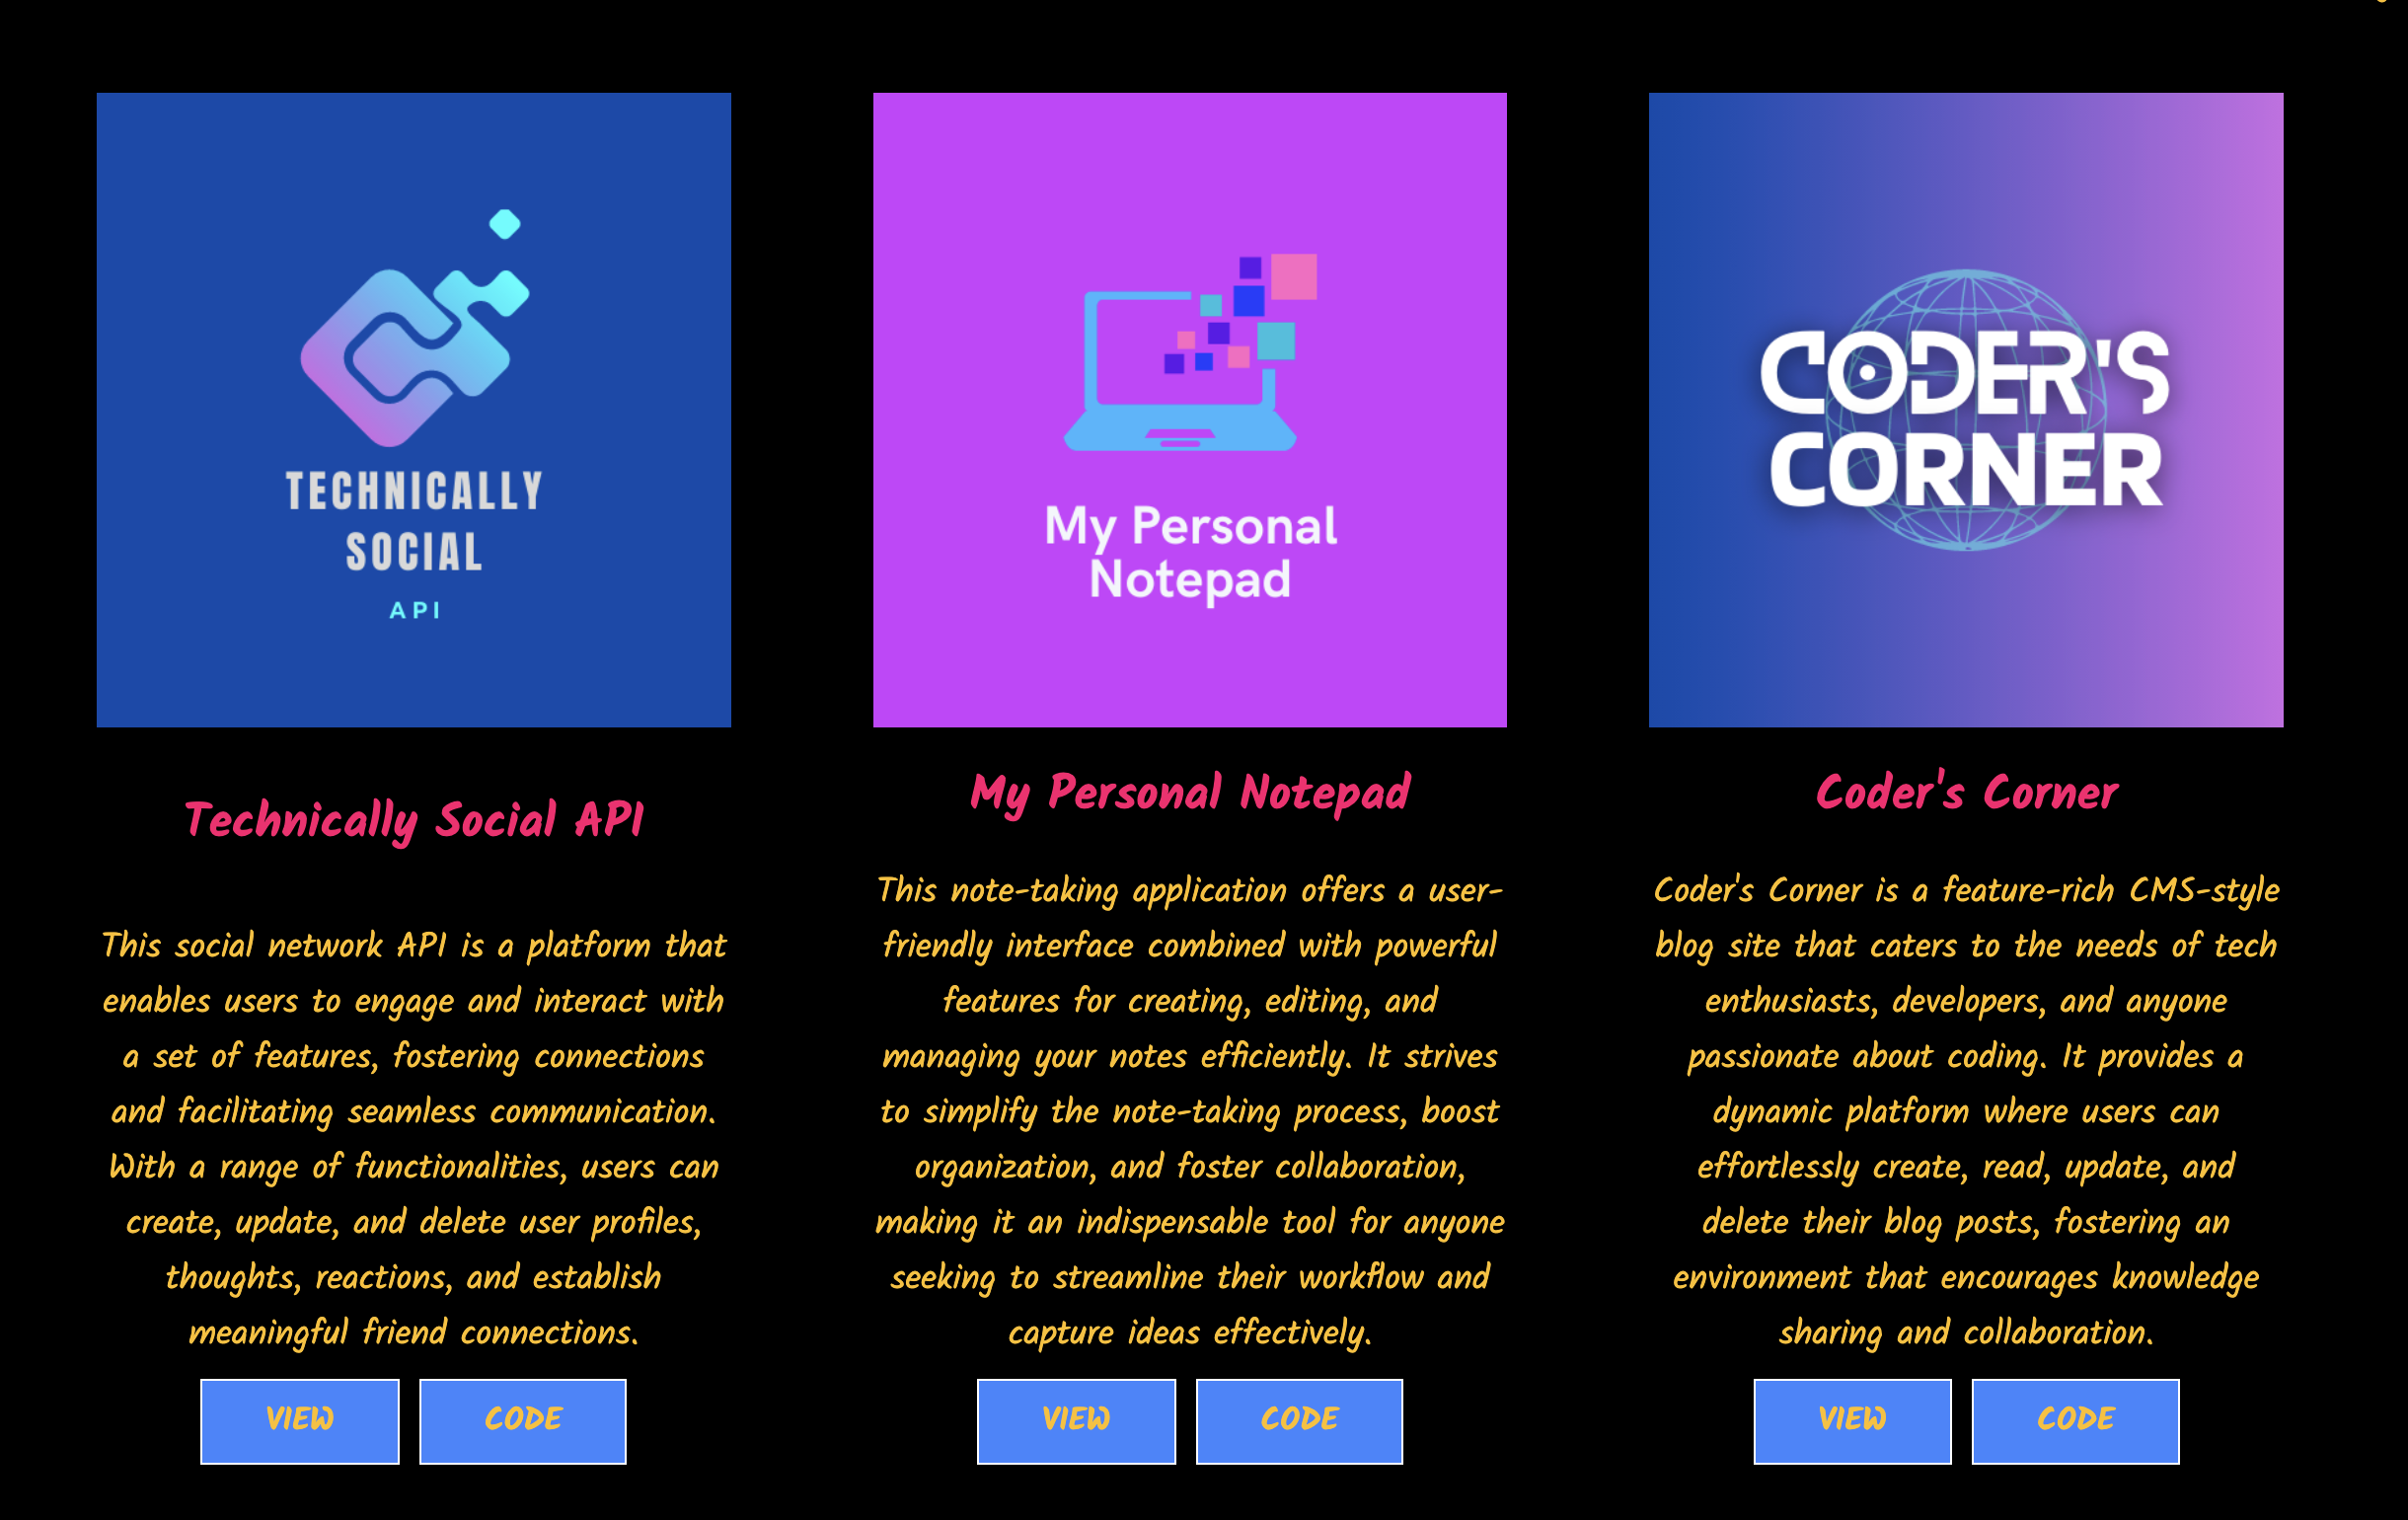 TECHNICALLY
SOCIAL
API
Technically Social API
This social network API is a platform that
enables users to engage and interact with
a set of features, fostering connections
and facilitating seamless communication.
With a range of functionalities, users can
create, update, and delete user profiles,
thoughts, reactions, and establish
meaningful friend connections.
VIEW
CODE
My Personal
Notepad
My Personal Notepad
This note-taking application offers a user-
friendly interface combined with powerful
features for creating, editing, and
managing your notes efficiently. It strives
to simplify the note-taking process, boost
organization, and foster collaboration,
making it an indispensable tool for anyone
seeking to streamline their workflow and
capture ideas effectively.
VIEW
CODE
CODER'S
CORNER
Coder's Corner
Coder's Corner is a feature-rich CMS-style
blog site that caters to the needs of tech
enthusiasts, developers, and anyone
passionate about coding. It provides a
dynamic platform where users can
effortlessly create, read, update, and
delete their blog posts, fostering an
environment that encourages knowledge
sharing and collaboration.
VIEW
CODE